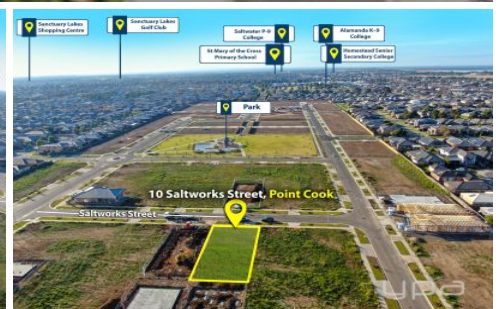 Sanctuary Lakes
Shopping Centre
Sanctuary Lakes
Golf Club
Saltwater P-9
College
Alamanda K-9
College
St Mary of the Cross
Primary School
Homestead Senior
Secondary College
Park
10 Saltworks Street, Point Cook
Saltworks Street
ypa